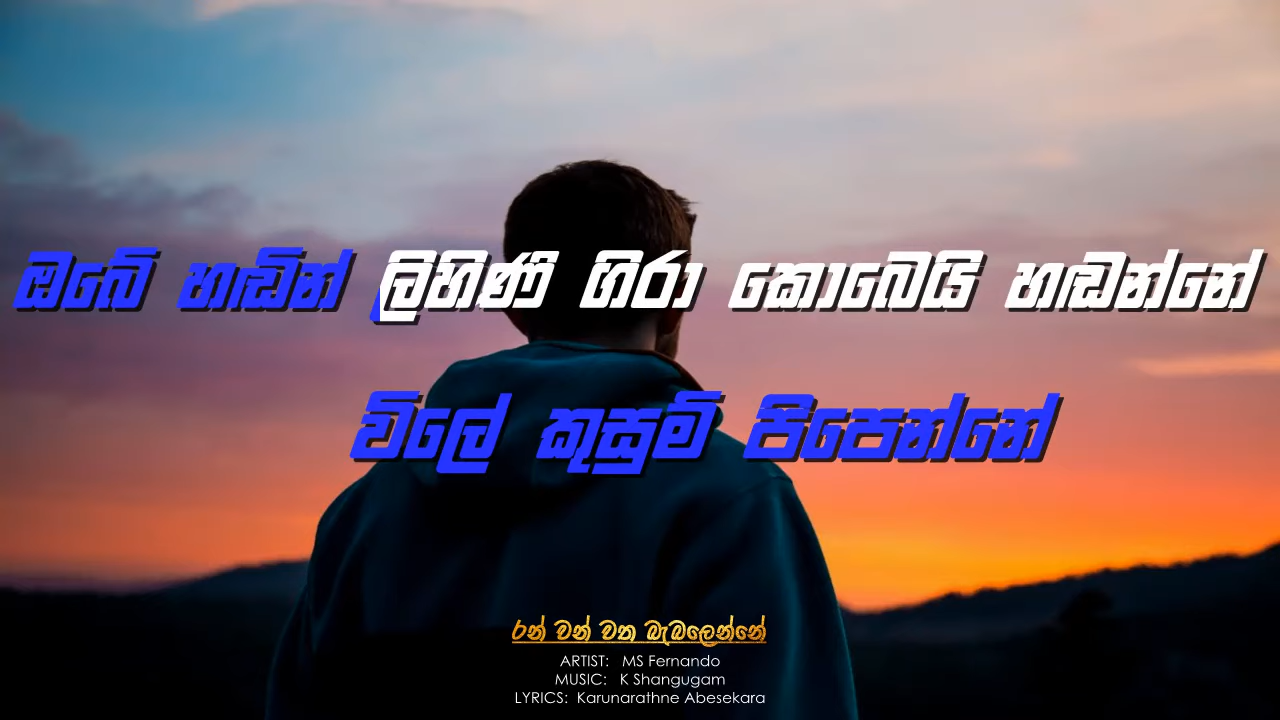 ඔබේ හඬින් ලිහිණි ගිරා කොබෙයි හඬන්නේ
විලේ කුසුම් පිපෙන්නේ
රන් වන් වත බැබලෙන්නේ
ARTIST: MS Fernando
MUSIC: K Shangugam
LYRICS: Karunarathne Abesekara